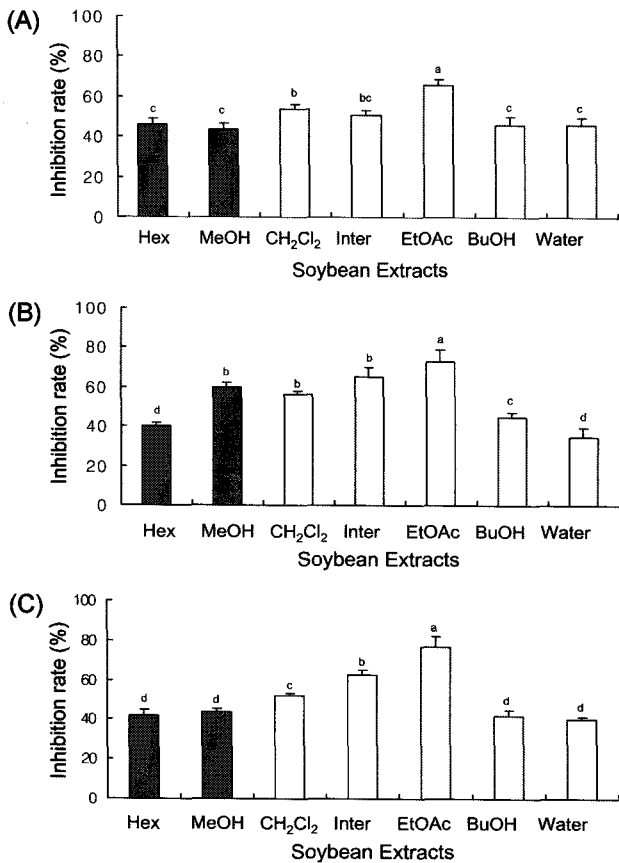 (A)
Inhibition rate (%)
100
80
60
40
20
0
c c b bc a c c
Hex MeOH CH₂Cl₂ Inter EtOAc BuOH Water
Soybean Extracts
(B)
Inhibition rate (%)
100
80
60
40
20
0
d b b b a c d
Hex MeOH CH₂Cl₂ Inter EtOAc BuOH Water
Soybean Extracts
(C)
Inhibition rate (%)
100
80
60
40
20
0
d d c b a d d
Hex MeOH CH₂Cl₂ Inter EtOAc BuOH Water
Soybean Extracts